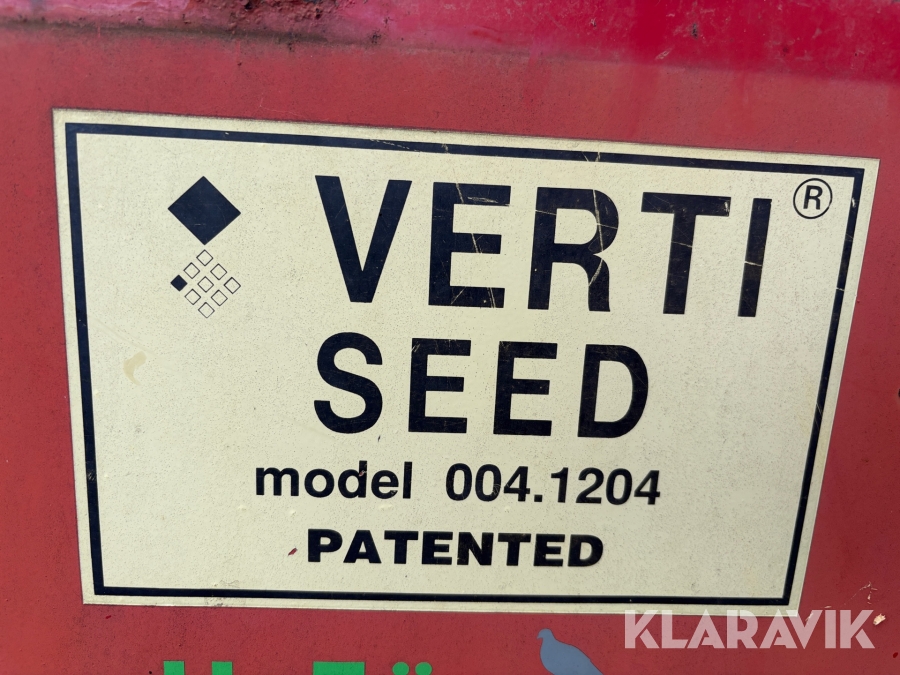 VERTI®
SEED
model 004.1204
PATENTED
KLARAVIK